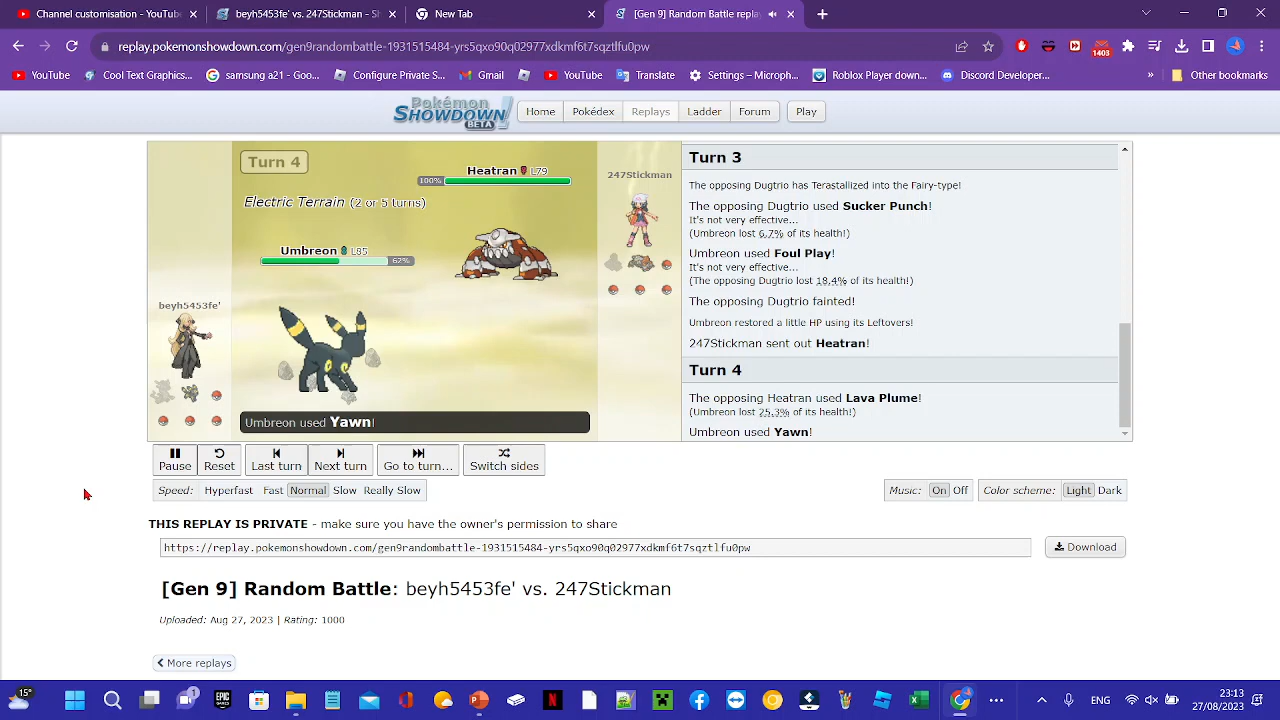 Channel customisation - YouTub
beyh5453fe' vs. 247Stickman - Sh
New Tab
[Gen 9] Random Battle repla
replay.pokemonshowdown.com/gen9randombattle-1931515484-yrs5qxo90q02977xdkmf6t7sqztlfu0pw
1403
YouTube
Cool Text Graphics...
samsung a21 - Goo...
Configure Private S...
Gmail
YouTube
Translate
Settings – Microph...
Roblox Player down...
Discord Developer...
»
Other bookmarks
Pokémon
SHOWDOWN!
BETA
Home
Pokédex
Replays
Ladder
Forum
Play
Turn 4
Heatran L79
100%
Electric Terrain (2 or 5 turns)
Umbreon L85
62%
beyh5453fe'
247Stickman
Umbreon used Yawn!
Turn 3
The opposing Dugtrio has Terastallized into the Fairy-type!
The opposing Dugtrio used Sucker Punch!
It's not very effective...
(Umbreon lost 6.7% of its health!)
Umbreon used Foul Play!
It's not very effective...
(The opposing Dugtrio lost 18.4% of its health!)
The opposing Dugtrio fainted!
Umbreon restored a little HP using its Leftovers!
247Stickman sent out Heatran!
Turn 4
The opposing Heatran used Lava Plume!
(Umbreon lost 25.3% of its health!)
Umbreon used Yawn!
Pause
Reset
Last turn
Next turn
Go to turn...
Switch sides
Speed: Hyperfast Fast Normal Slow Really Slow
Music: On Off
Color scheme: Light Dark
THIS REPLAY IS PRIVATE - make sure you have the owner's permission to share
https://replay.pokemonshowdown.com/gen9randombattle-1931515484-yrs5qxo90q02977xdkmf6t7sqztlfu0pw
Download
[Gen 9] Random Battle: beyh5453fe' vs. 247Stickman
Uploaded: Aug 27, 2023 | Rating: 1000
More replays
15°
1
EPIC GAMES
N
ENG
23:13
27/08/2023